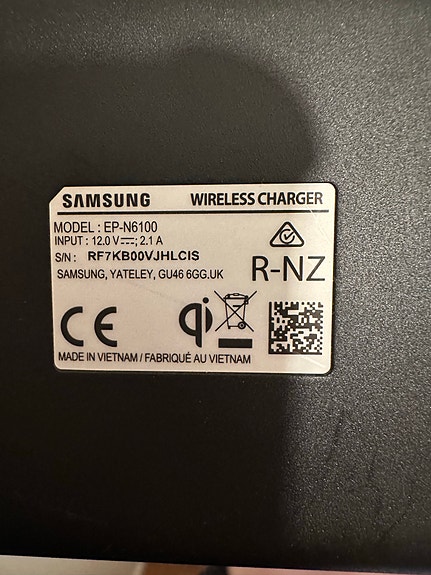 SAMSUNG WIRELESS CHARGER
MODEL : EP-N6100
INPUT : 12.0 V⎓; 2.1 A
S/N : RF7KB00VJHLCIS
SAMSUNG, YATELEY, GU46 6GG.UK
R-NZ
CE qi
MADE IN VIETNAM / FABRIQUÉ AU VIETNAM